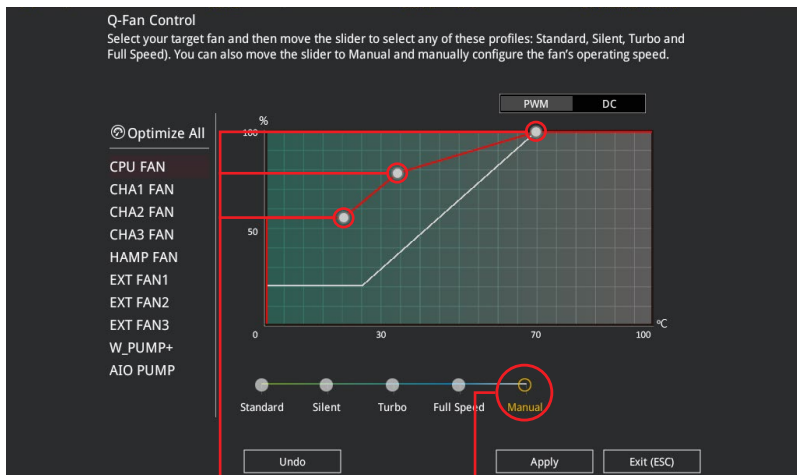 Q-Fan Control
Select your target fan and then move the slider to select any of these profiles: Standard, Silent, Turbo and
Full Speed). You can also move the slider to Manual and manually configure the fan's operating speed.
PWM DC
%
Optimize All
100
CPU FAN
CHA1 FAN
CHA2 FAN
50
CHA3 FAN
HAMP FAN
EXT FAN1
EXT FAN2
EXT FAN3
W_PUMP+
AIO PUMP
ºC
0 30 70 100
Standard Silent Turbo Full Speed Manual
Undo Apply Exit (ESC)